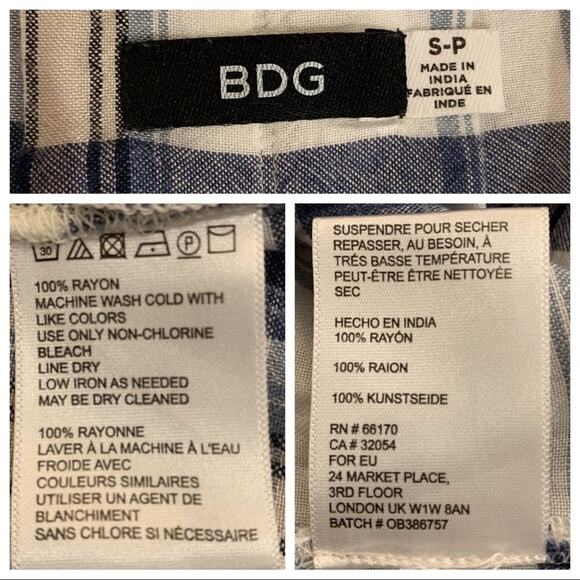 BDG
S-P
MADE IN
INDIA
FABRIQUÉ EN
INDE
30
P
100% RAYON
MACHINE WASH COLD WITH
LIKE COLORS
USE ONLY NON-CHLORINE
BLEACH
LINE DRY
LOW IRON AS NEEDED
MAY BE DRY CLEANED
100% RAYONNE
LAVER À LA MACHINE À L'EAU
FROIDE AVEC
COULEURS SIMILAIRES
UTILISER UN AGENT DE
BLANCHIMENT
SANS CHLORE SI NÉCESSAIRE
SUSPENDRE POUR SECHER
REPASSER, AU BESOIN, À
TRÉS BASSE TEMPÉRATURE
PEUT-ÊTRE ÊTRE NETTOYÉE
SEC
HECHO EN INDIA
100% RAYÓN
100% RAION
100% KUNSTSEIDE
RN # 66170
CA # 32054
FOR EU
24 MARKET PLACE,
3RD FLOOR
LONDON UK W1W 8AN
BATCH # OB386757